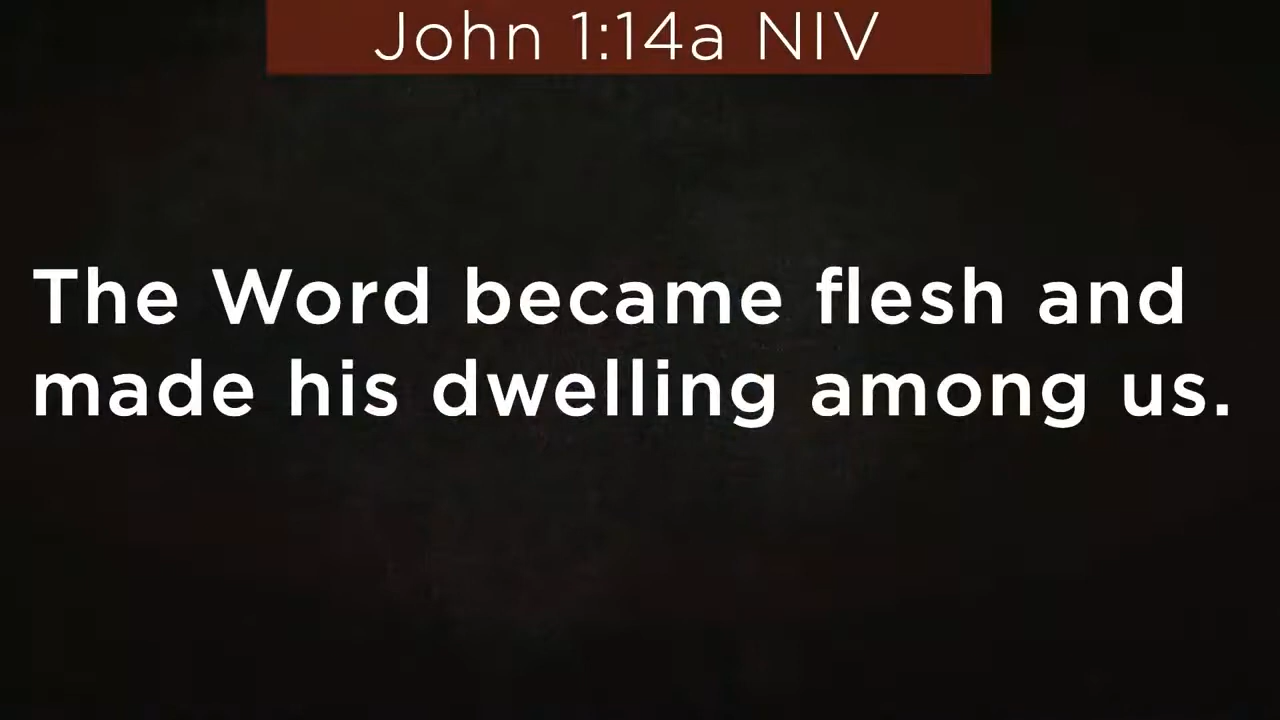 John 1:14a NIV
The Word became flesh and
made his dwelling among us.